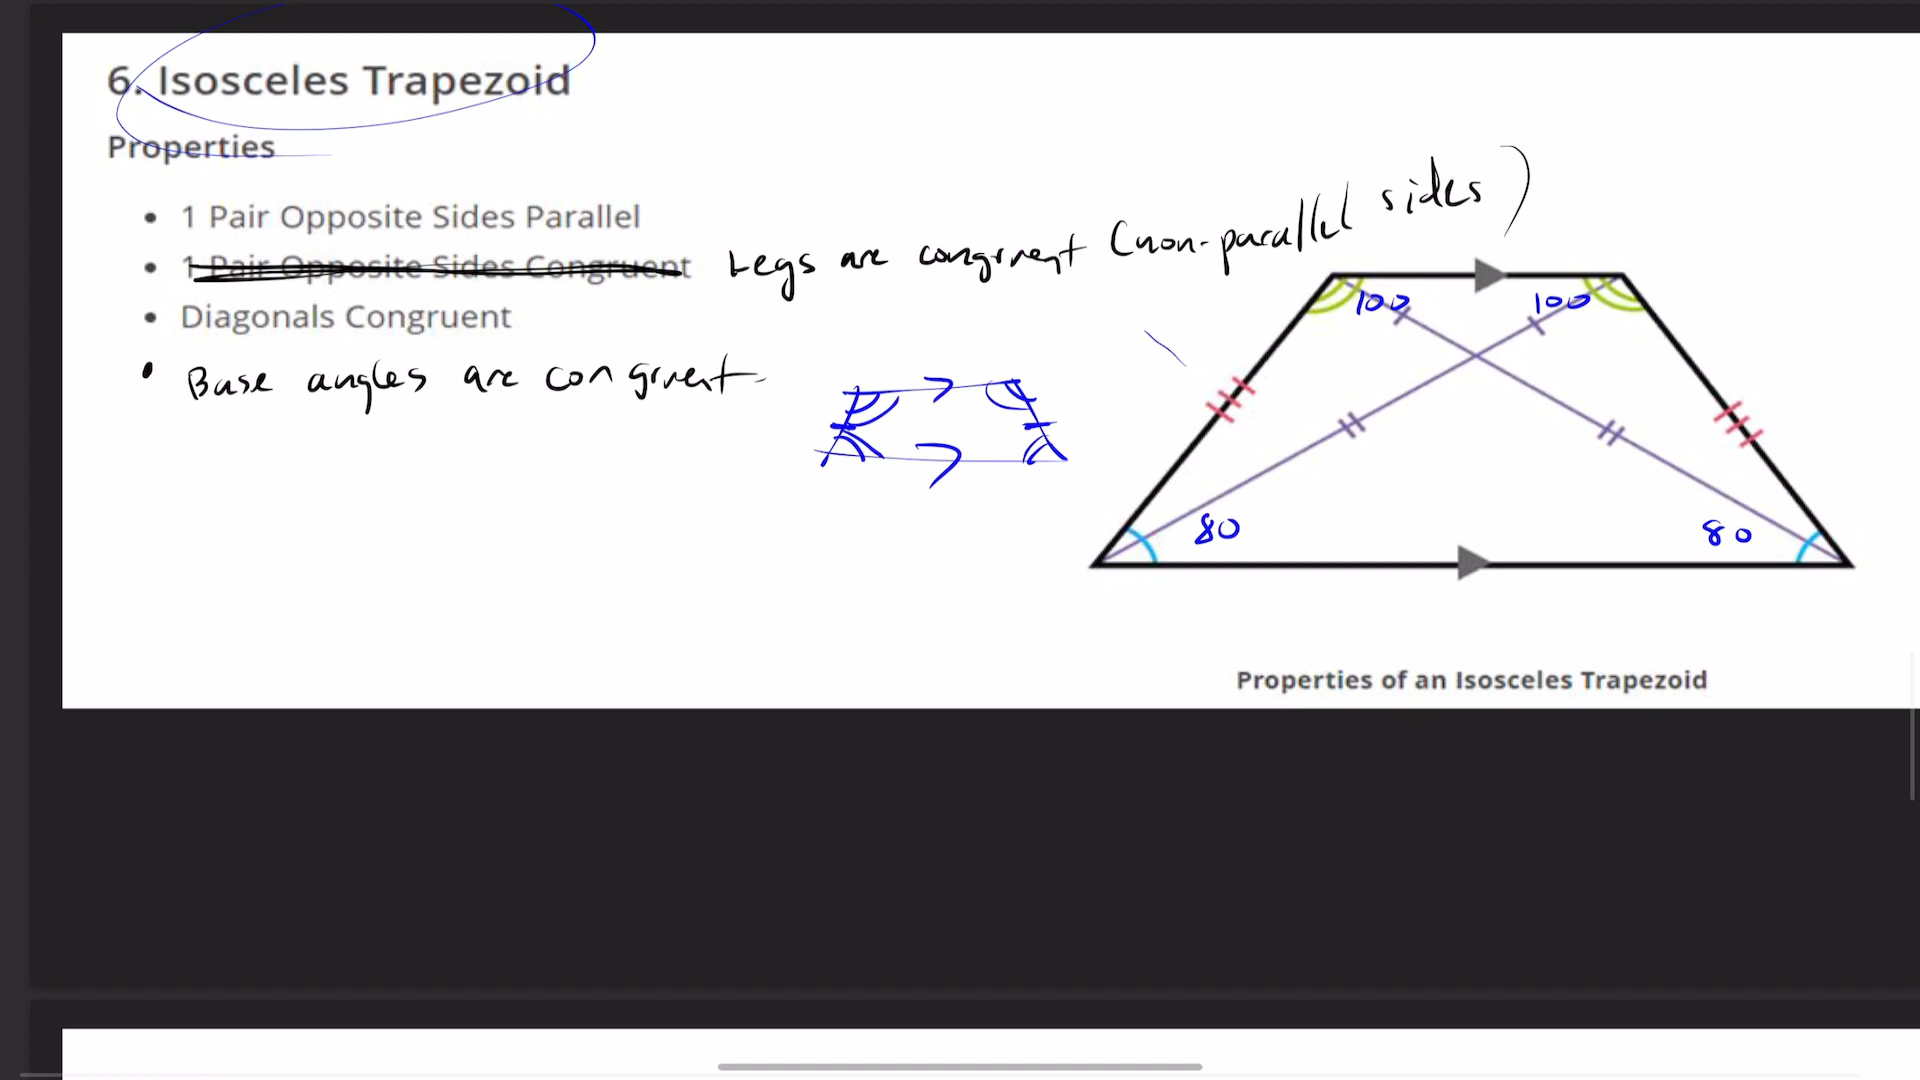 6. Isosceles Trapezoid
Properties
• 1 Pair Opposite Sides Parallel
• 1 Pair Opposite Sides Congruent Legs are congruent (non-parallel sides)
• Diagonals Congruent
• Base angles are congruent
100 100
80 80
Properties of an Isosceles Trapezoid